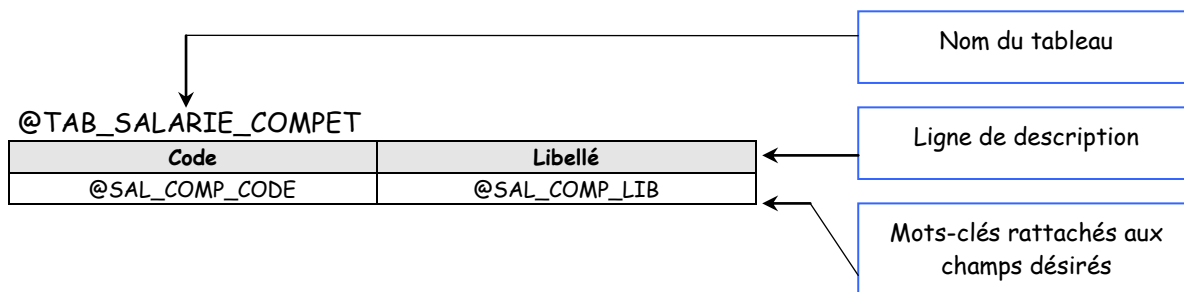 Nom du tableau
@TAB_SALARIE_COMPET
Code Libellé
@SAL_COMP_CODE @SAL_COMP_LIB
Ligne de description
Mots-clés rattachés aux
champs désirés